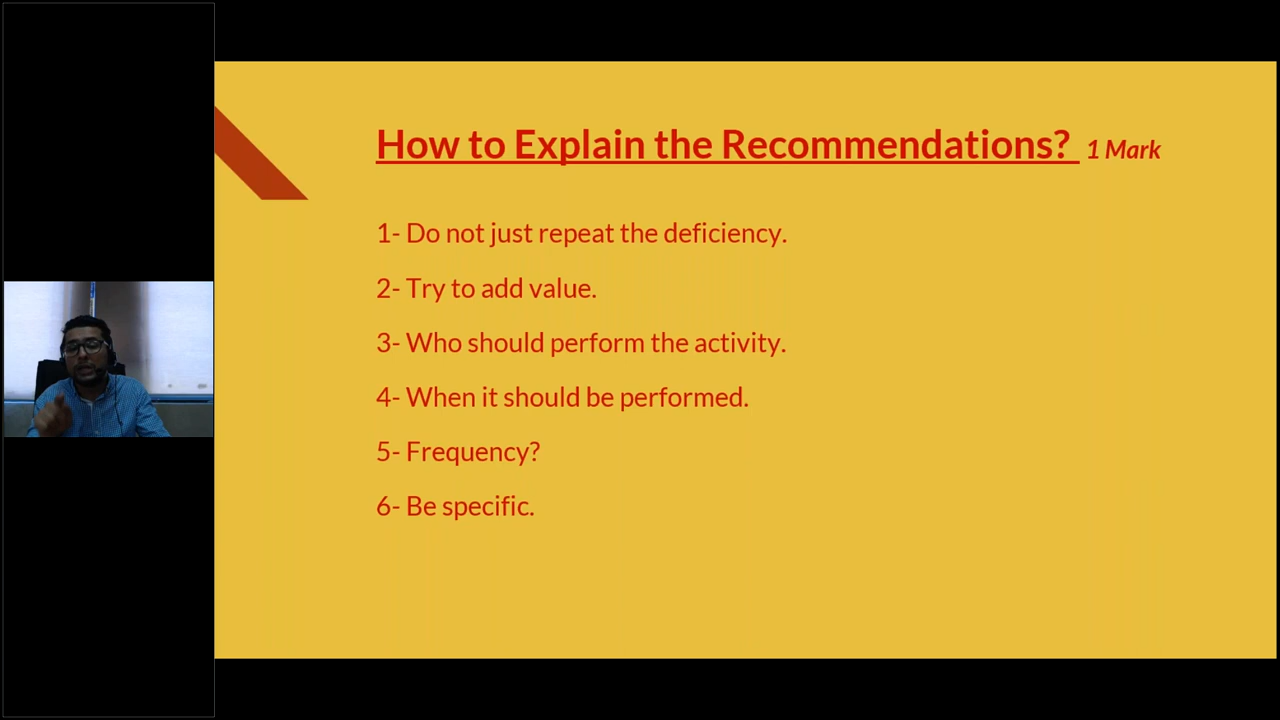 How to Explain the Recommendations? 1 Mark
1- Do not just repeat the deficiency.
2- Try to add value.
3- Who should perform the activity.
4- When it should be performed.
5- Frequency?
6- Be specific.